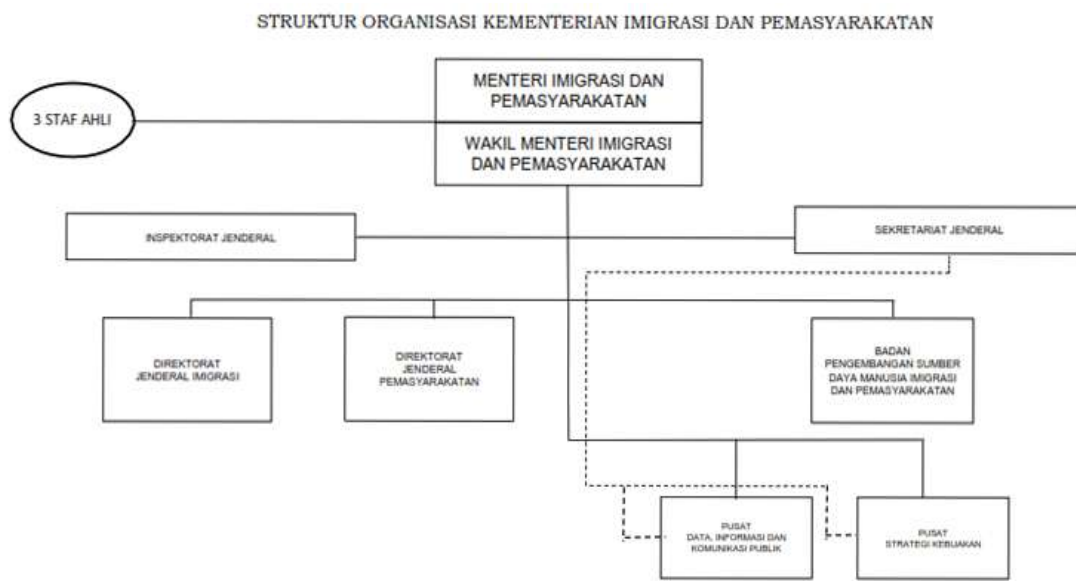 STRUKTUR ORGANISASI KEMENTERIAN IMIGRASI DAN PEMASYARAKATAN
MENTERI IMIGRASI DAN
PEMASYARAKATAN
3 STAF AHLI
WAKIL MENTERI IMIGRASI
DAN PEMASYARAKATAN
INSPEKTORAT JENDERAL
SEKRETARIAT JENDERAL
DIREKTORAT
JENDERAL IMIGRASI
DIREKTORAT
JENDERAL
PEMASYARAKATAN
BADAN
PENGEMBANGAN SUMBER
DAYA MANUSIA IMIGRASI
DAN PEMASYARAKATAN
PUSAT
DATA, INFORMASI DAN
KOMUNIKASI PUBLIK
PUSAT
STRATEGI KEBIJAKAN